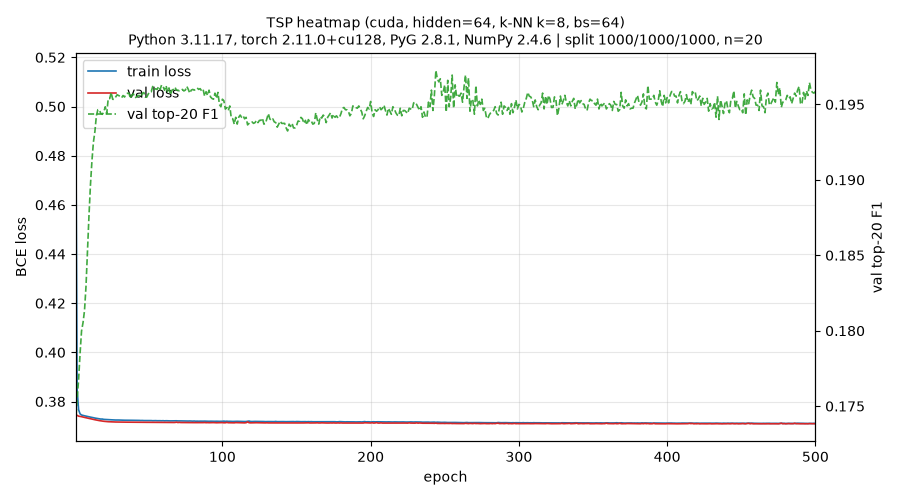 TSP heatmap (cuda, hidden=64, k-NN k=8, bs=64)
Python 3.11.17, torch 2.11.0+cu128, PyG 2.8.1, NumPy 2.4.6 | split 1000/1000/1000, n=20
train loss
val loss
val top-20 F1
BCE loss
0.52
0.50
0.48
0.46
0.44
0.42
0.40
0.38
0.195
0.190
0.185
0.180
0.175
val top-20 F1
100
200
300
400
500
epoch